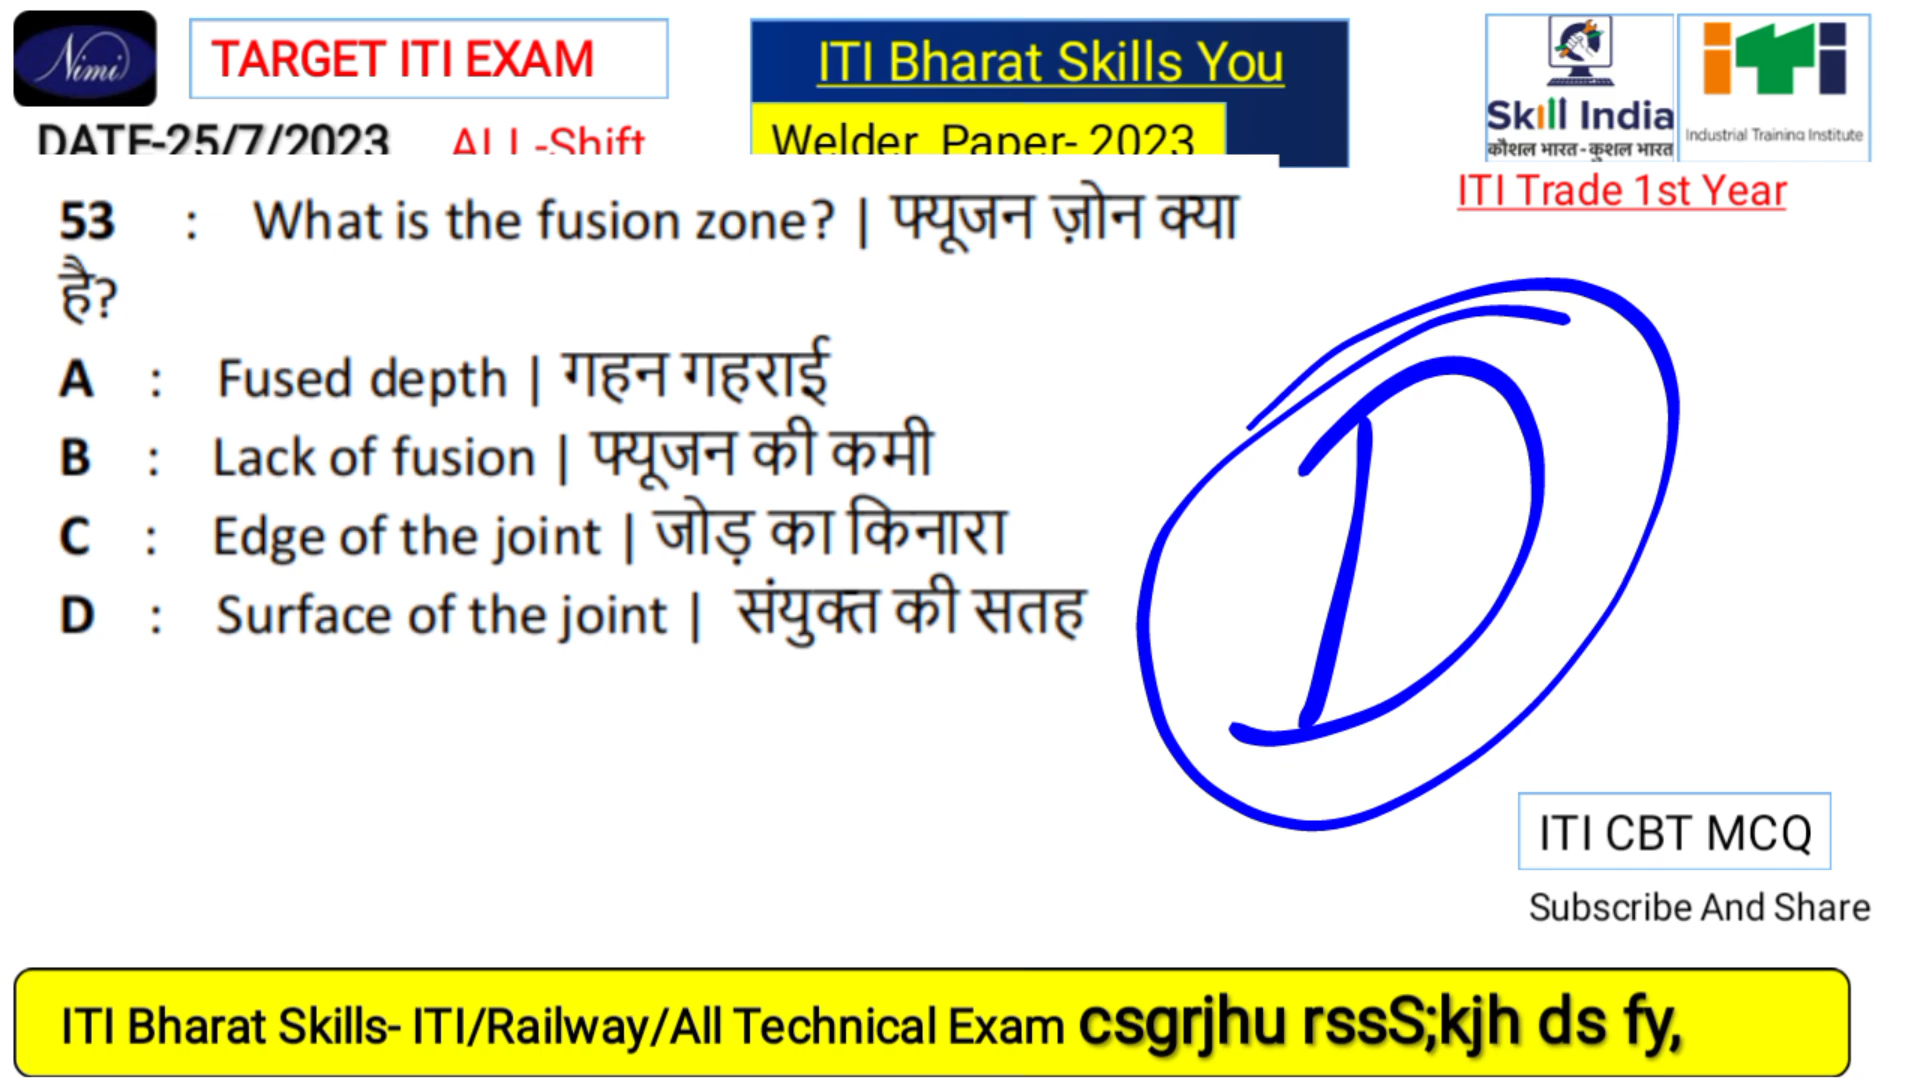 Nimi
TARGET ITI EXAM
ITI Bharat Skills You
Skill India
कौशल भारत-कुशल भारत
iTi
Industrial Training Institute
DATE-25/7/2023
ALL-Shift
Welder Paper- 2023
ITI Trade 1st Year
53 : What is the fusion zone? | फ्यूजन ज़ोन क्या
है?
A : Fused depth | गहन गहराई
B : Lack of fusion | फ्यूजन की कमी
C : Edge of the joint | जोड़ का किनारा
D : Surface of the joint | संयुक्त की सतह
D
ITI CBT MCQ
Subscribe And Share
ITI Bharat Skills- ITI/Railway/All Technical Exam csgrjhu rssS;kjh ds fy,